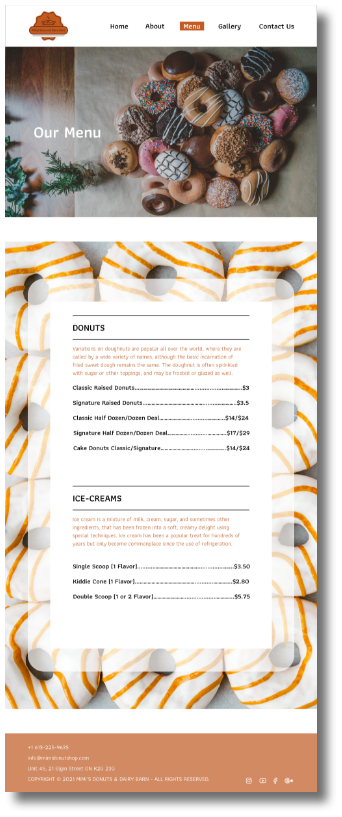 Home About Menu Gallery Contact Us
Our Menu
DONUTS
Variations on doughnuts are popular all over the world, where they are
called by a wide variety of names, although the basic incarnation of
fried sweet dough remains the same. The doughnut is often sprinkled
with sugar or other toppings, and may be frosted or glazed as well.
Classic Raised Donuts.......................................................$3
Signature Raised Donuts................................................$3.5
Classic Half Dozen/Dozen Deal.................................$14/$24
Signature Half Dozen/Dozen Deal..............................$17/$29
Cake Donuts Classic/Signature.................................$14/$24
ICE-CREAMS
Ice cream is a mixture of milk, cream, sugar, and sometimes other
ingredients, that has been frozen into a soft, creamy delight using
special techniques. Ice cream has been a popular treat for hundreds of
years but only became commonplace since the use of refrigeration.
Single Scoop [1 Flavor].................................................$3.50
Kiddie Cone [1 Flavor]..................................................$2.80
Double Scoop [1 or 2 Flavor]..........................................$5.75
info@mimidonutshop.com
COPYRIGHT © 2021 MIMI'S DONUTS & DAIRY BARN - ALL RIGHTS RESERVED